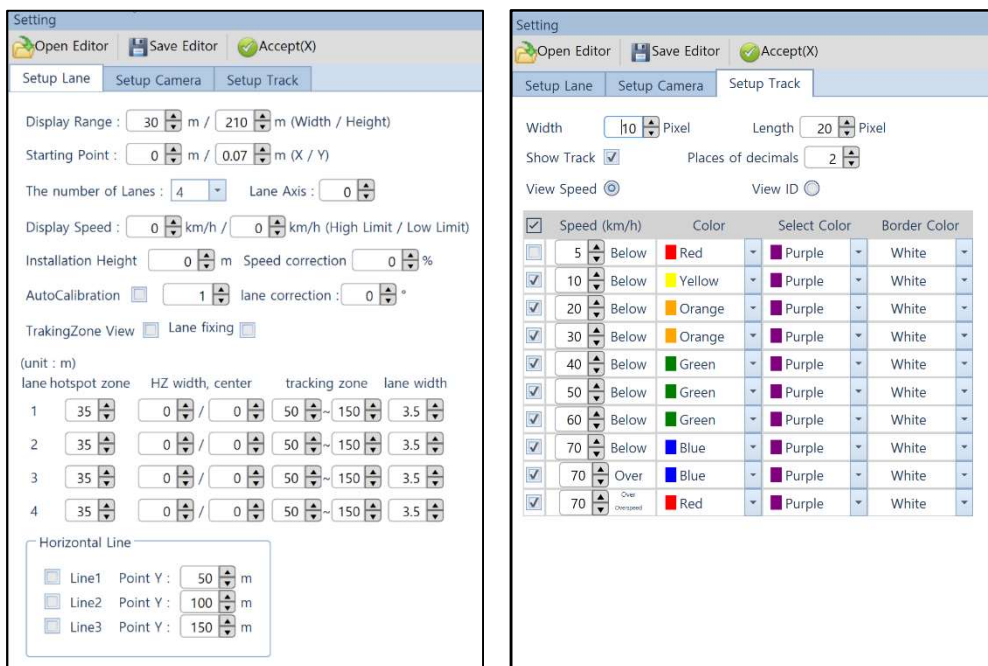 Setting
Open Editor Save Editor Accept(X)
Setup Lane Setup Camera Setup Track
Display Range : 30 m / 210 m (Width / Height)
Starting Point : 0 m / 0.07 m (X / Y)
The number of Lanes : 4 Lane Axis : 0
Display Speed : 0 km/h / 0 km/h (High Limit / Low Limit)
Installation Height 0 m Speed correction 0 %
AutoCalibration 1 lane correction : 0 °
TrakingZone View Lane fixing
(unit : m)
lane hotspot zone HZ width, center tracking zone lane width
1 35 0 / 0 50 ~ 150 3.5
2 35 0 / 0 50 ~ 150 3.5
3 35 0 / 0 50 ~ 150 3.5
4 35 0 / 0 50 ~ 150 3.5
Horizontal Line
Line1 Point Y : 50 m
Line2 Point Y : 100 m
Line3 Point Y : 150 m
Setting
Open Editor Save Editor Accept(X)
Setup Lane Setup Camera Setup Track
Width 10 Pixel Length 20 Pixel
Show Track Places of decimals 2
View Speed View ID
Speed (km/h) Color Select Color Border Color
5 Below Red Purple White
10 Below Yellow Purple White
20 Below Orange Purple White
30 Below Orange Purple White
40 Below Green Purple White
50 Below Green Purple White
60 Below Green Purple White
70 Below Blue Purple White
70 Over Blue Purple White
70 Over Overspeed Red Purple White